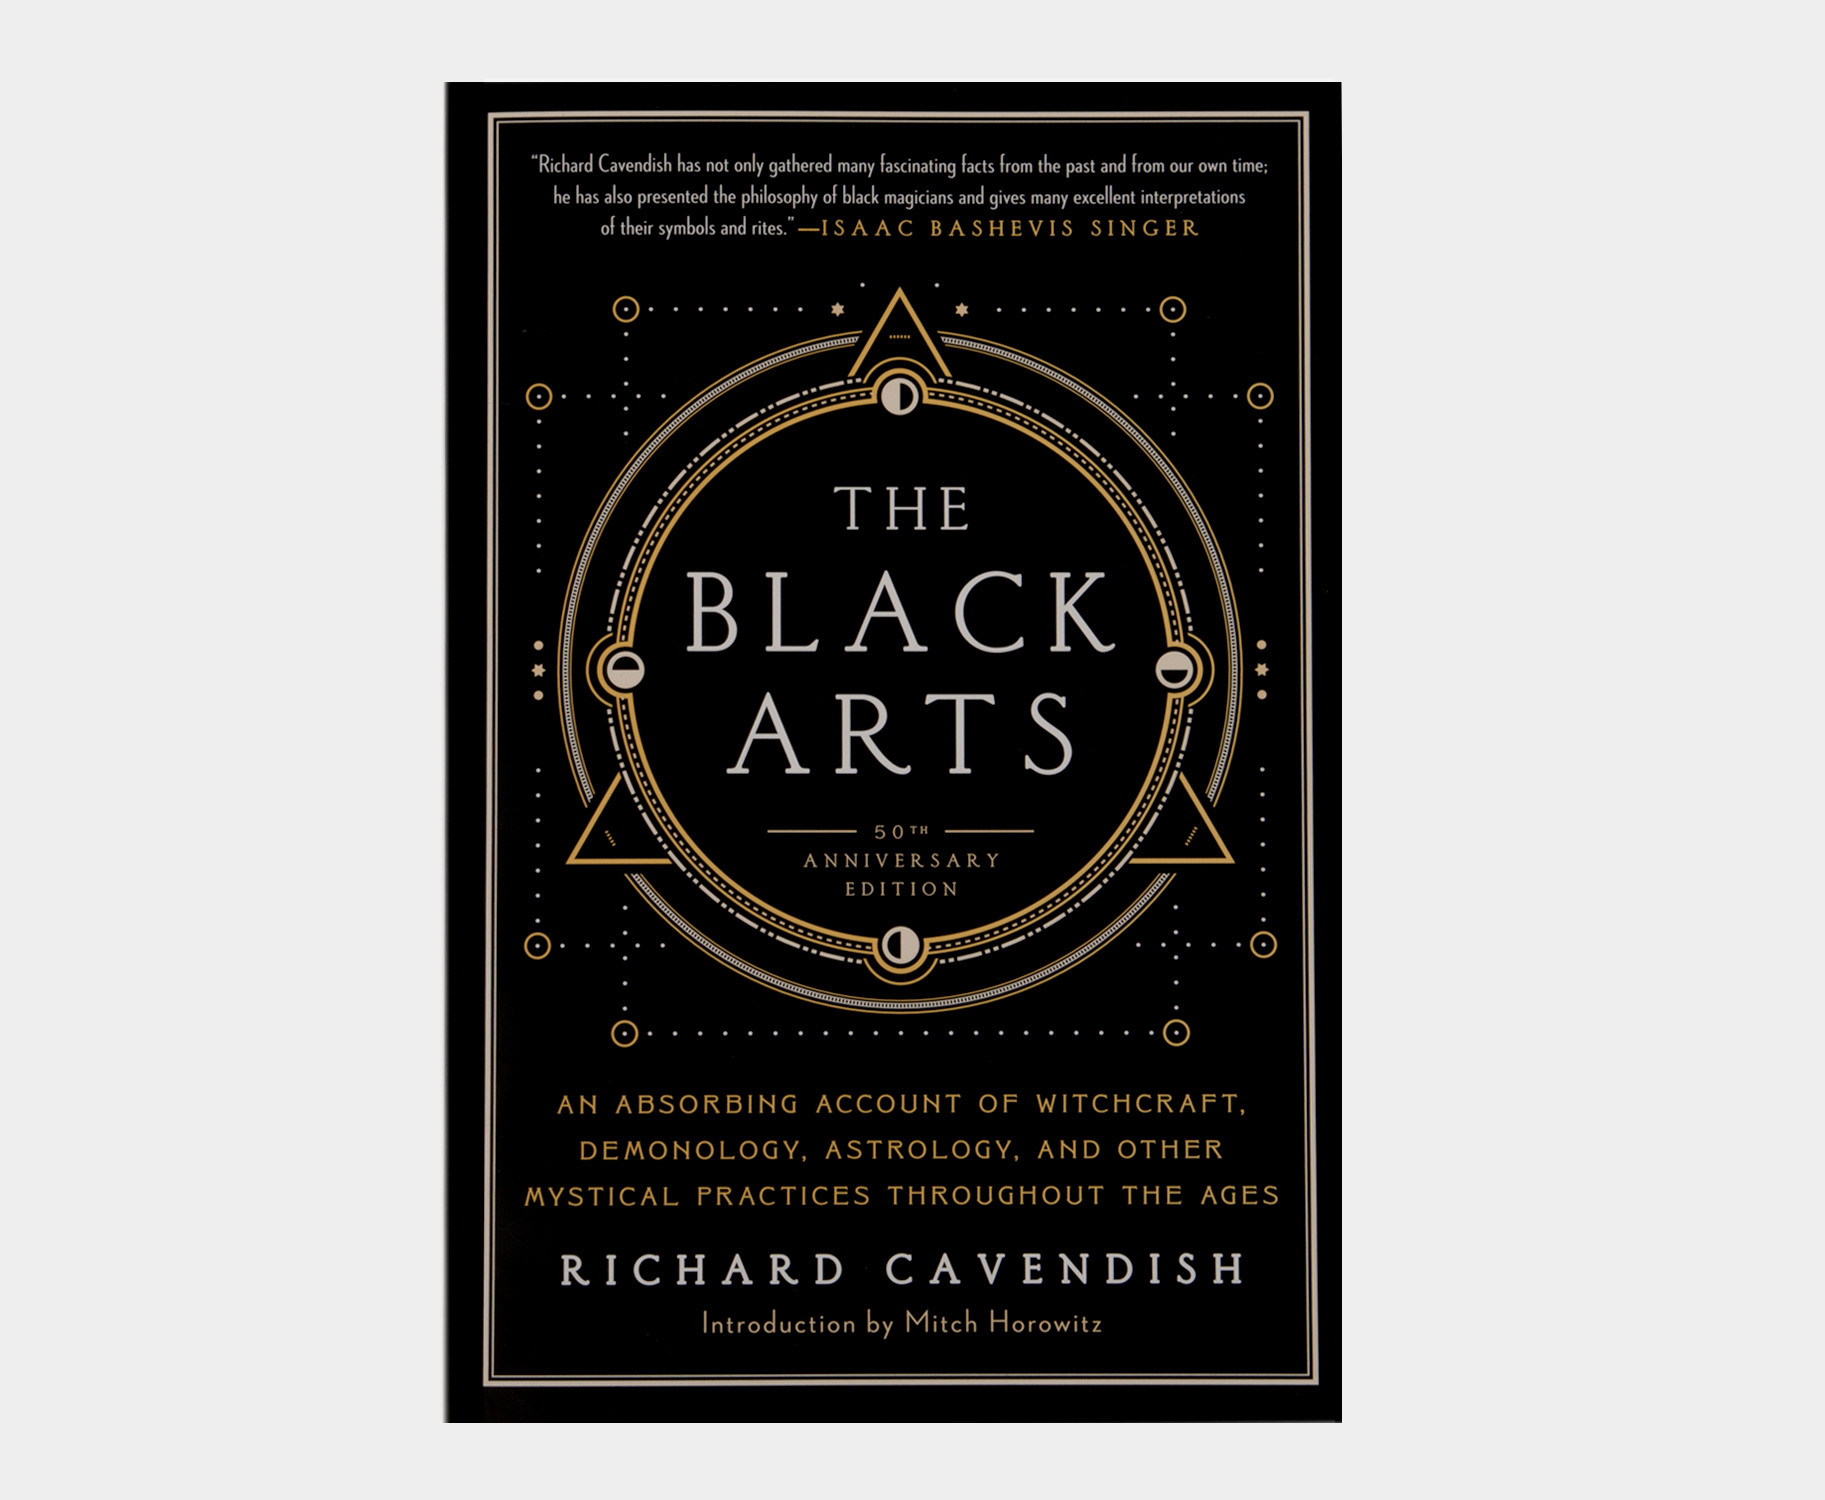 “Richard Cavendish has not only gathered many fascinating facts from the past and from our own time;
he has also presented the philosophy of black magicians and gives many excellent interpretations
of their symbols and rites.” —ISAAC BASHEVIS SINGER
THE
BLACK
ARTS
50TH
ANNIVERSARY
EDITION
AN ABSORBING ACCOUNT OF WITCHCRAFT,
DEMONOLOGY, ASTROLOGY, AND OTHER
MYSTICAL PRACTICES THROUGHOUT THE AGES
RICHARD CAVENDISH
Introduction by Mitch Horowitz